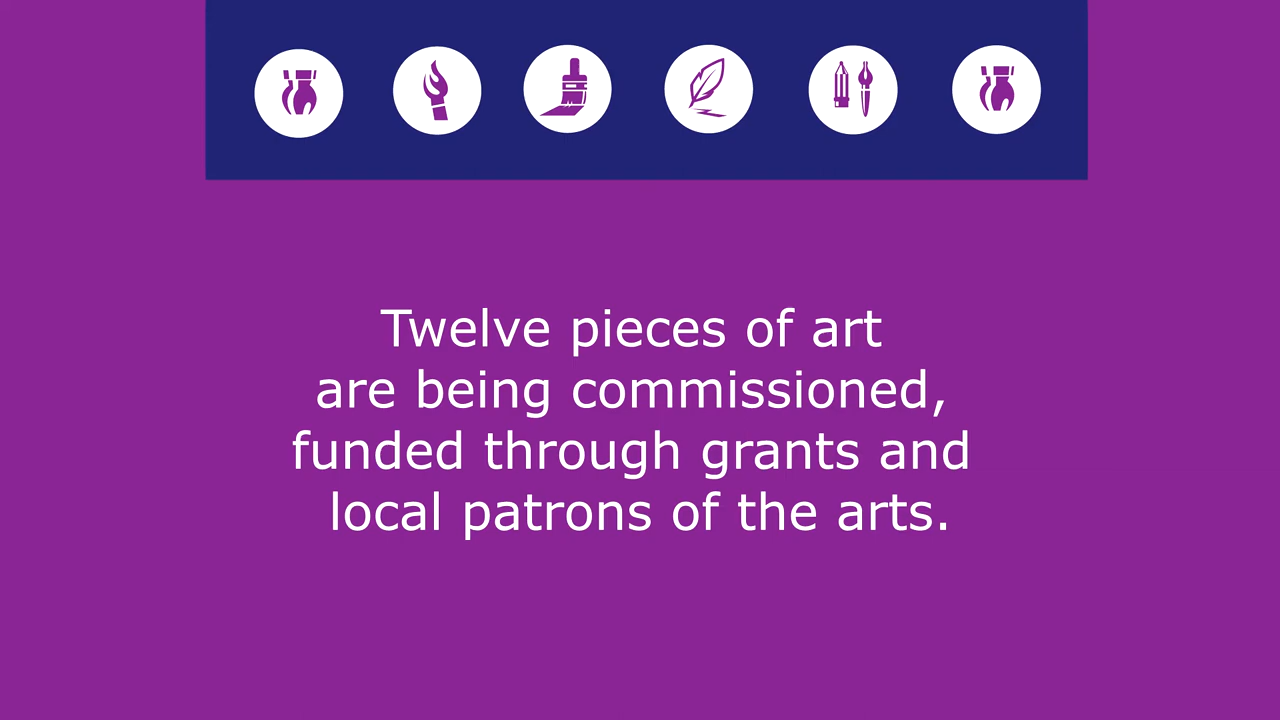 Twelve pieces of art
are being commissioned,
funded through grants and
local patrons of the arts.